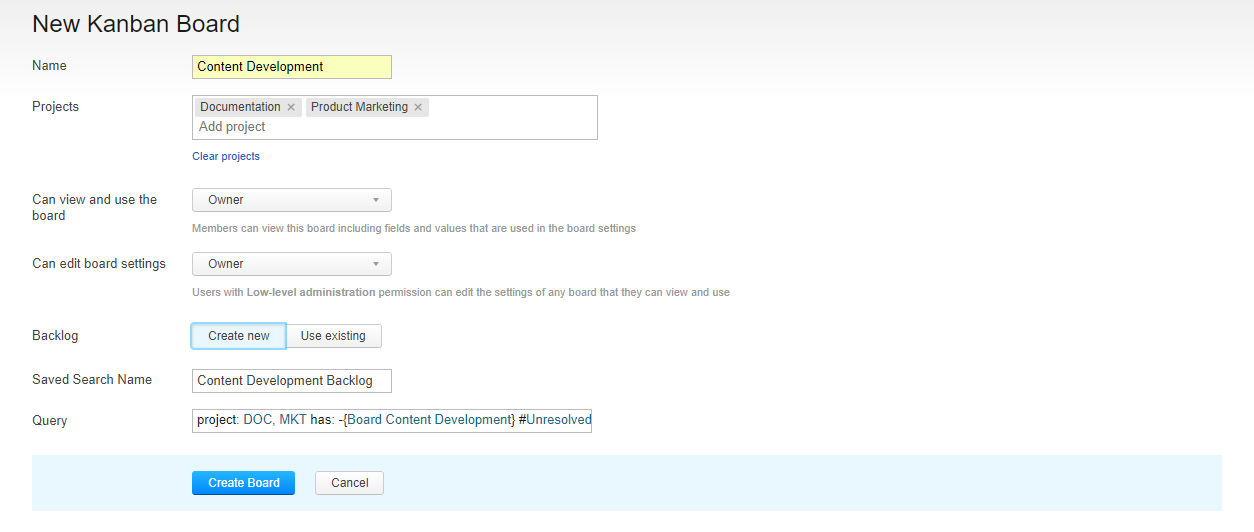 New Kanban Board
Name
Content Development
Projects
Documentation × Product Marketing ×
Add project
Clear projects
Can view and use the
board
Owner
Members can view this board including fields and values that are used in the board settings
Can edit board settings
Owner
Users with Low-level administration permission can edit the settings of any board that they can view and use
Backlog
Create new Use existing
Saved Search Name
Content Development Backlog
Query
project: DOC, MKT has: -{Board Content Development} #Unresolved
Create Board Cancel